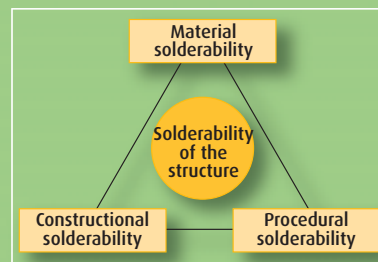 Material
solderability
Solderability
of the
structure
Constructional
solderability
Procedural
solderability